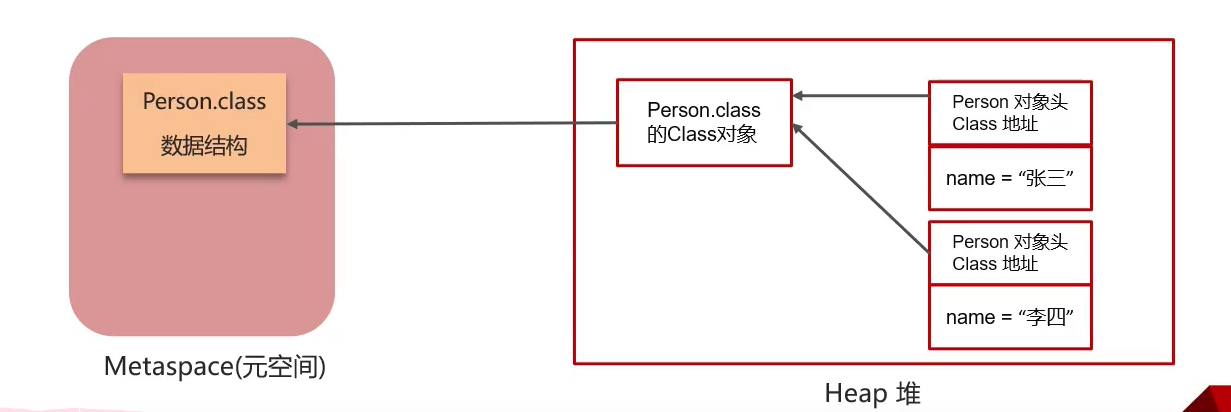 Person.class
数据结构
Metaspace(元空间)
Person.class
的Class对象
Person 对象头
Class 地址
name = “张三”
Person 对象头
Class 地址
name = “李四”
Heap 堆